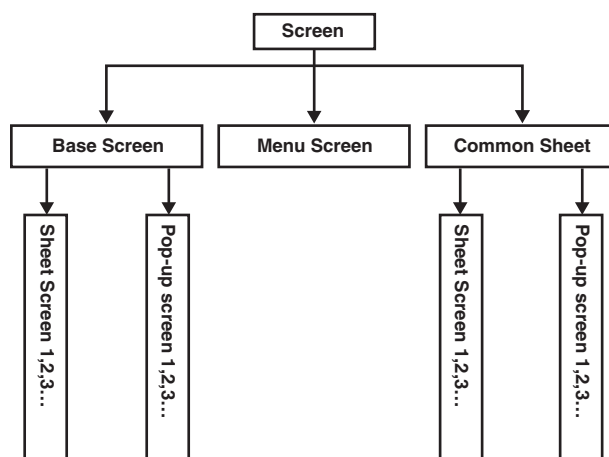 Screen
Base Screen
Menu Screen
Common Sheet
Sheet Screen 1,2,3...
Pop-up screen 1,2,3...
Sheet Screen 1,2,3...
Pop-up screen 1,2,3...